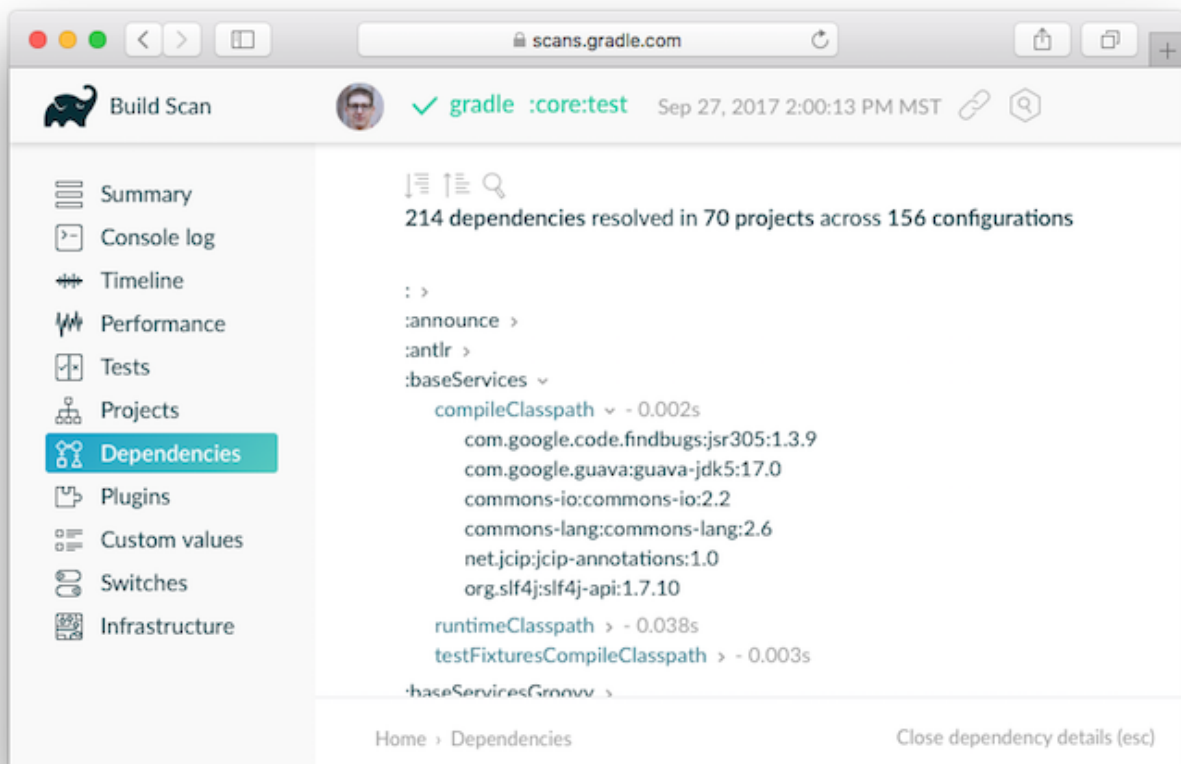 scans.gradle.com
Build Scan
gradle :core:test Sep 27, 2017 2:00:13 PM MST
Summary
Console log
Timeline
Performance
Tests
Projects
Dependencies
Plugins
Custom values
Switches
Infrastructure
214 dependencies resolved in 70 projects across 156 configurations
: >
:announce >
:antlr >
:baseServices
compileClasspath - 0.002s
com.google.code.findbugs:jsr305:1.3.9
com.google.guava:guava-jdk5:17.0
commons-io:commons-io:2.2
commons-lang:commons-lang:2.6
net.jcip:jcip-annotations:1.0
org.slf4j:slf4j-api:1.7.10
runtimeClasspath > - 0.038s
testFixturesCompileClasspath > - 0.003s
:baseServicesGroovy >
Home > Dependencies
Close dependency details (esc)